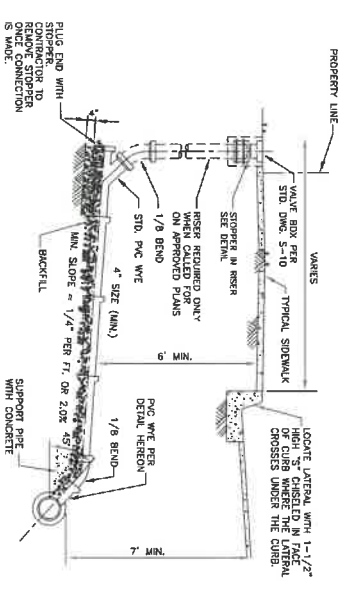 PROPERTY LINE
VARIES
VALVE BOX PER
STD. DWG. S-10
TYPICAL SIDEWALK
LOCATE LATERAL WITH 1-1/2"
HIGH "S" CHISELED IN FACE
OF CURB WHERE THE LATERAL
CROSSES UNDER THE CURB.
STOPPER IN RISER
SEE DETAIL
RISER REQUIRED ONLY
WHEN CALLED FOR
ON APPROVED PLANS
1/8 BEND
STD. PVC WYE
6' MIN.
7' MIN.
4" SIZE (MIN.)
MIN. SLOPE = 1/4" PER FT. OR 2.0%
45°
BACKFILL
1/8 BEND
PVC WYE PER
DETAIL HEREON
SUPPORT PIPE
WITH CONCRETE
PLUG END WITH
STOPPER.
CONTRACTOR TO
REMOVE STOPPER
ONCE CONNECTION
IS MADE.